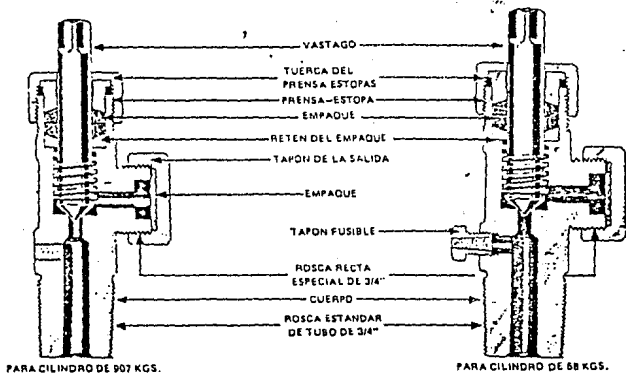 VASTAGO
TUERCA DEL
PRENSA ESTOPAS
PRENSA-ESTOPA
EMPAQUE
RETEN DEL EMPAQUE
TAPON DE LA SALIDA
EMPAQUE
TAPON FUSIBLE
ROSCA RECTA
ESPECIAL DE 3/4"
CUERPO
ROSCA ESTANDAR
DE TUBO DE 3/4"
PARA CILINDRO DE 907 KGS.
PARA CILINDRO DE 68 KGS.